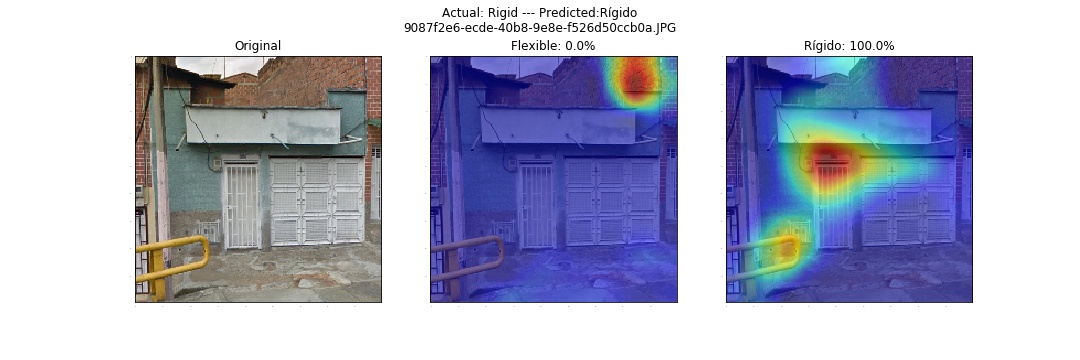 Actual: Rigid --- Predicted:Rígido
9087f2e6-ecde-40b8-9e8e-f526d50ccb0a.JPG
Original
Flexible: 0.0%
Rígido: 100.0%